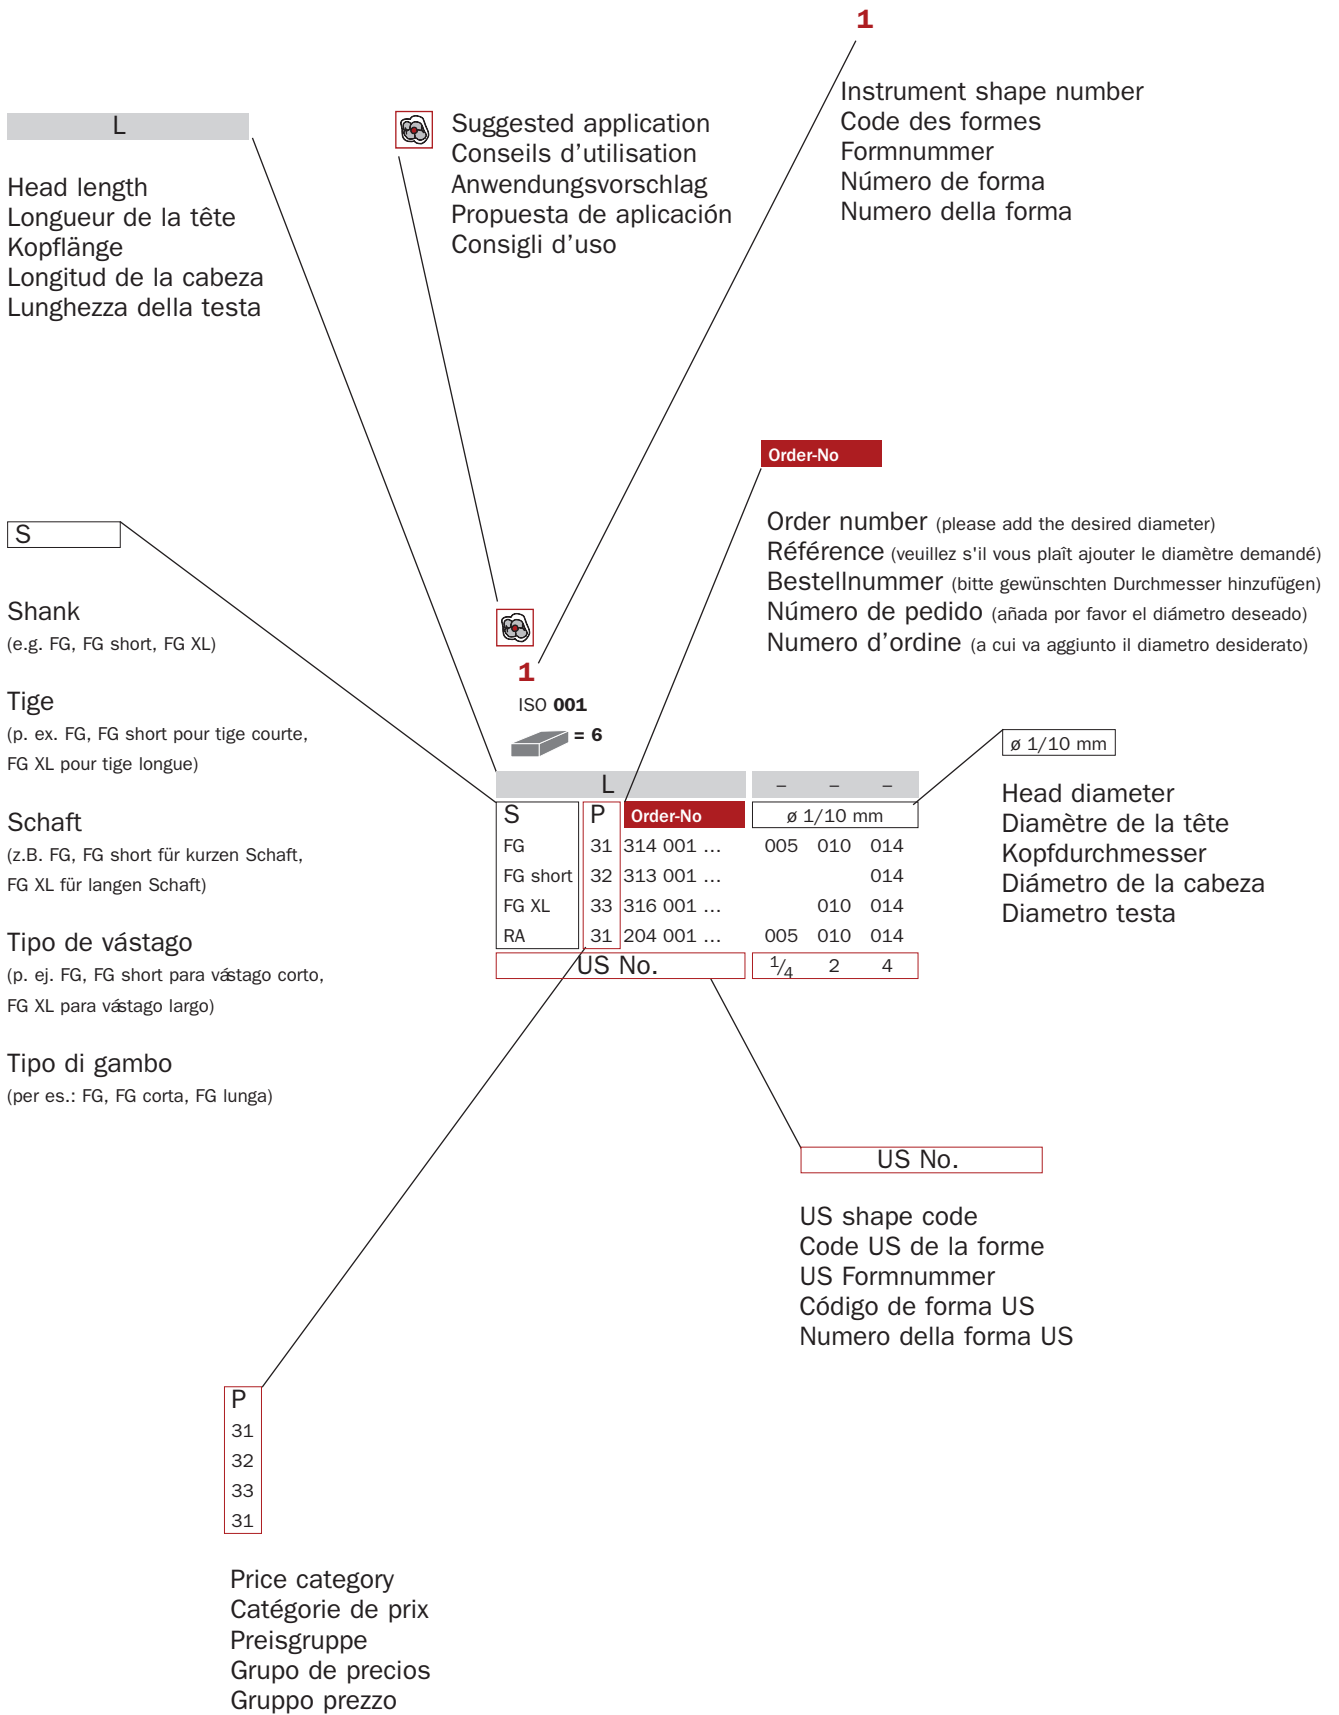 1
Instrument shape number
Code des formes
Formnummer
Número de forma
Numero della forma
L
Head length
Longueur de la tête
Kopflänge
Longitud de la cabeza
Lunghezza della testa
Suggested application
Conseils d'utilisation
Anwendungsvorschlag
Propuesta de aplicación
Consigli d'uso
Order-No
Order number (please add the desired diameter)
Référence (veuillez s'il vous plaît ajouter le diamètre demandé)
Bestellnummer (bitte gewünschten Durchmesser hinzufügen)
Número de pedido (añada por favor el diámetro deseado)
Numero d'ordine (a cui va aggiunto il diametro desiderato)
S
Shank
(e.g. FG, FG short, FG XL)
Tige
(p. ex. FG, FG short pour tige courte,
FG XL pour tige longue)
Schaft
(z.B. FG, FG short für kurzen Schaft,
FG XL für langen Schaft)
Tipo de vástago
(p. ej. FG, FG short para vástago corto,
FG XL para vástago largo)
Tipo di gambo
(per es.: FG, FG corta, FG lunga)
1
ISO 001
= 6
L – – –
S P Order-No ø 1/10 mm
FG 31 314 001 ... 005 010 014
FG short 32 313 001 ... 014
FG XL 33 316 001 ... 010 014
RA 31 204 001 ... 005 010 014
US No. 1/4 2 4
ø 1/10 mm
Head diameter
Diamètre de la tête
Kopfdurchmesser
Diámetro de la cabeza
Diametro testa
US No.
US shape code
Code US de la forme
US Formnummer
Código de forma US
Numero della forma US
P
31
32
33
31
Price category
Catégorie de prix
Preisgruppe
Grupo de precios
Gruppo prezzo